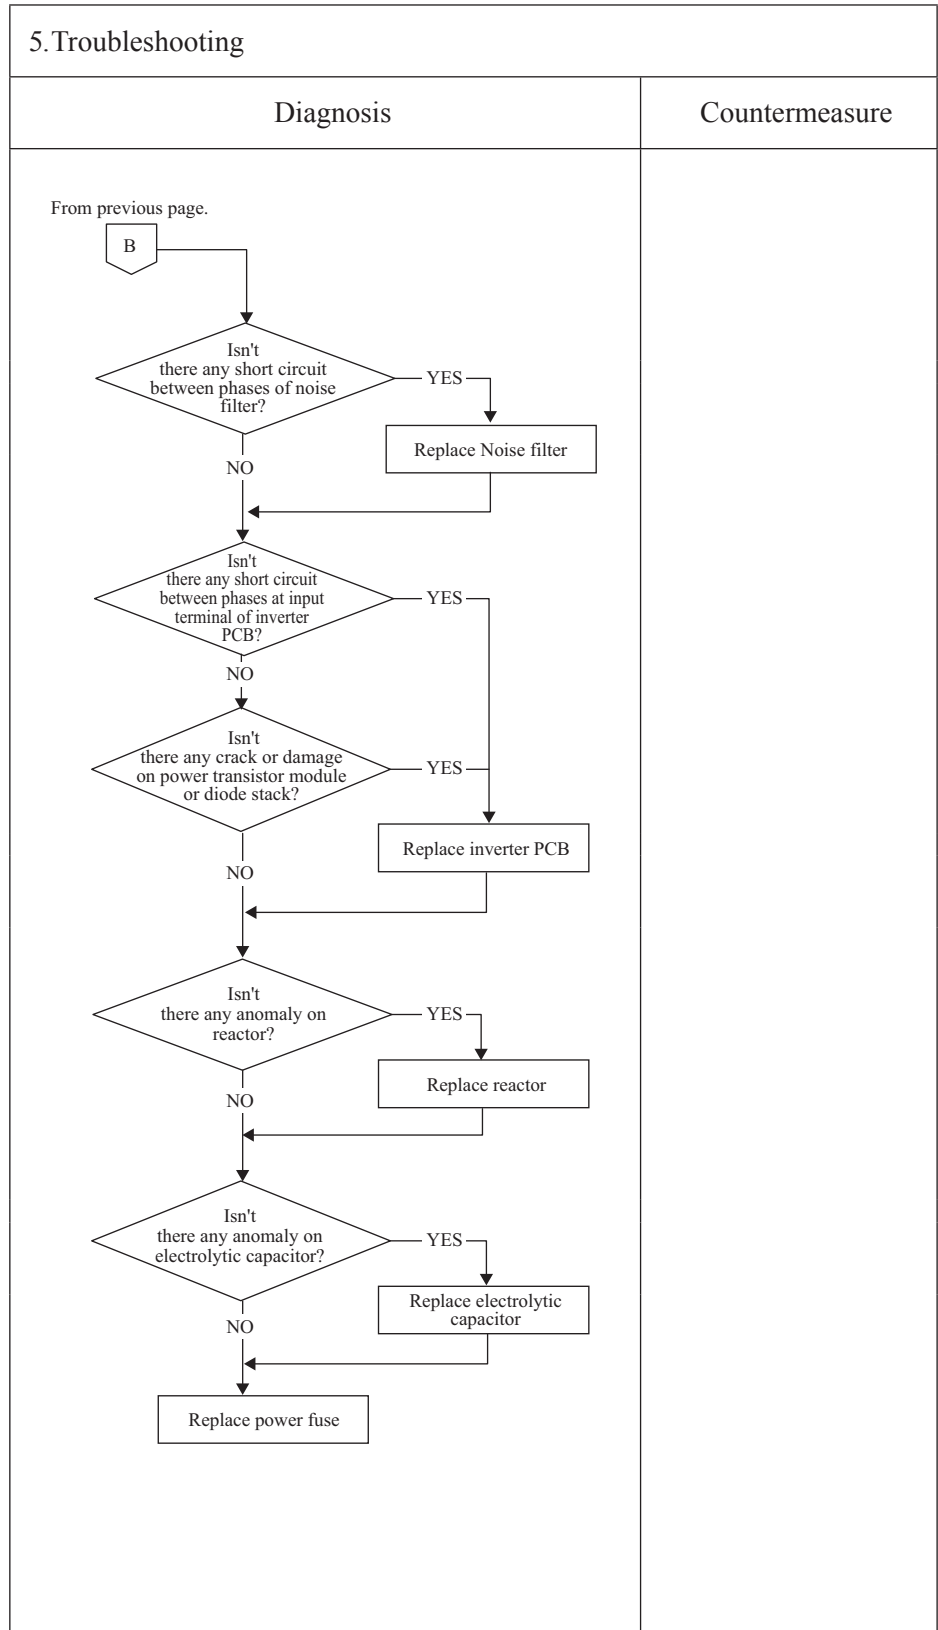 5.Troubleshooting
Diagnosis
Countermeasure
From previous page.
B
Isn't
there any short circuit
between phases of noise
filter?
YES
Replace Noise filter
NO
Isn't
there any short circuit
between phases at input
terminal of inverter
PCB?
YES
NO
Isn't
there any crack or damage
on power transistor module
or diode stack?
YES
Replace inverter PCB
NO
Isn't
there any anomaly on
reactor?
YES
Replace reactor
NO
Isn't
there any anomaly on
electrolytic capacitor?
YES
Replace electrolytic
capacitor
NO
Replace power fuse